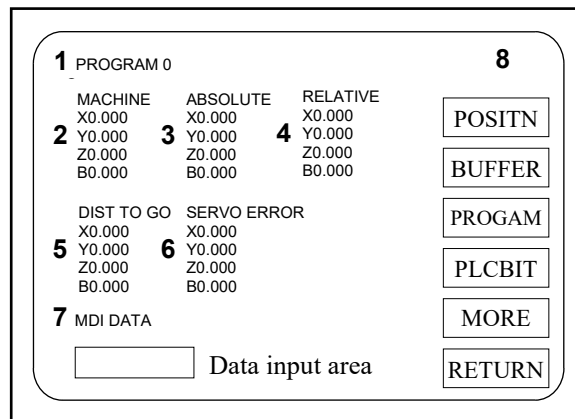 1 PROGRAM 0 8
MACHINE ABSOLUTE RELATIVE
X0.000 X0.000 X0.000
2 Y0.000 3 Y0.000 4 Y0.000
Z0.000 Z0.000 Z0.000
B0.000 B0.000 B0.000
DIST TO GO SERVO ERROR
X0.000 X0.000
5 Y0.000 6 Y0.000
Z0.000 Z0.000
B0.000 B0.000
7 MDI DATA
Data input area
POSITN
BUFFER
PROGAM
PLCBIT
MORE
RETURN